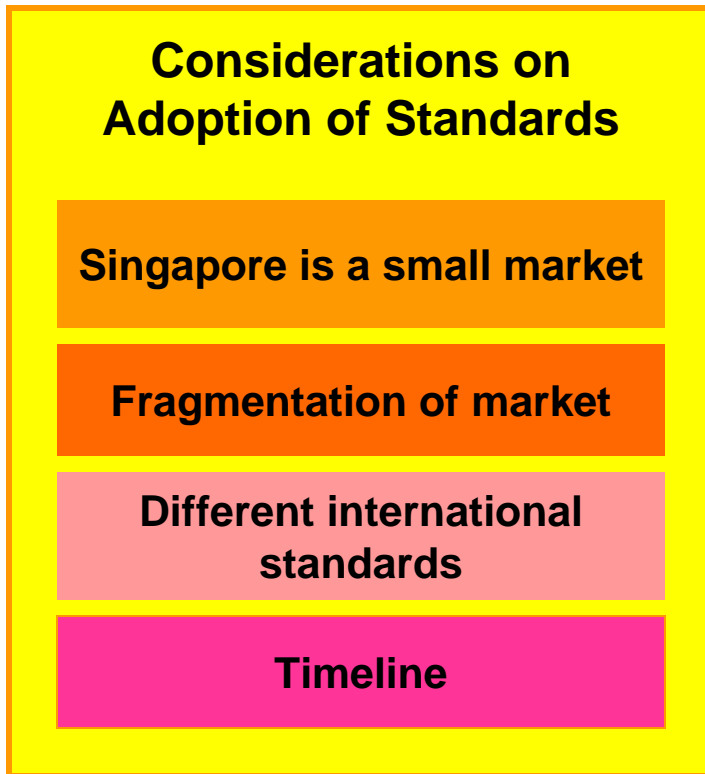 Considerations on
Adoption of Standards
Singapore is a small market
Fragmentation of market
Different international
standards
Timeline